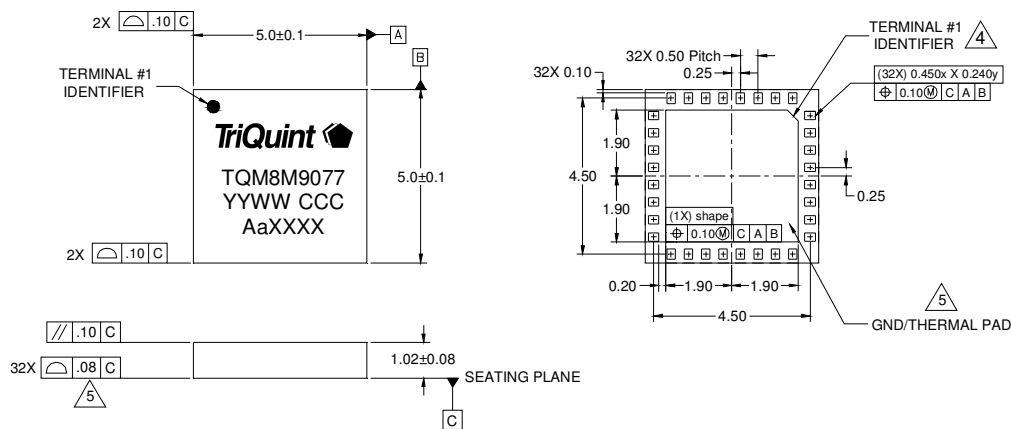 2X .10 C
5.0±0.1
A
B
TERMINAL #1
IDENTIFIER
TriQuint
TQM8M9077
YYWW CCC
AaXXXX
5.0±0.1
2X .10 C
// .10 C
32X .08 C
5
1.02±0.08
SEATING PLANE
C
32X 0.50 Pitch
0.25
32X 0.10
TERMINAL #1
IDENTIFIER
4
(32X) 0.450x X 0.240y
⌖ 0.10Ⓜ C A B
1.90
4.50
1.90
0.25
(1X) shape
⌖ 0.10Ⓜ C A B
0.20
1.90
1.90
4.50
5
GND/THERMAL PAD